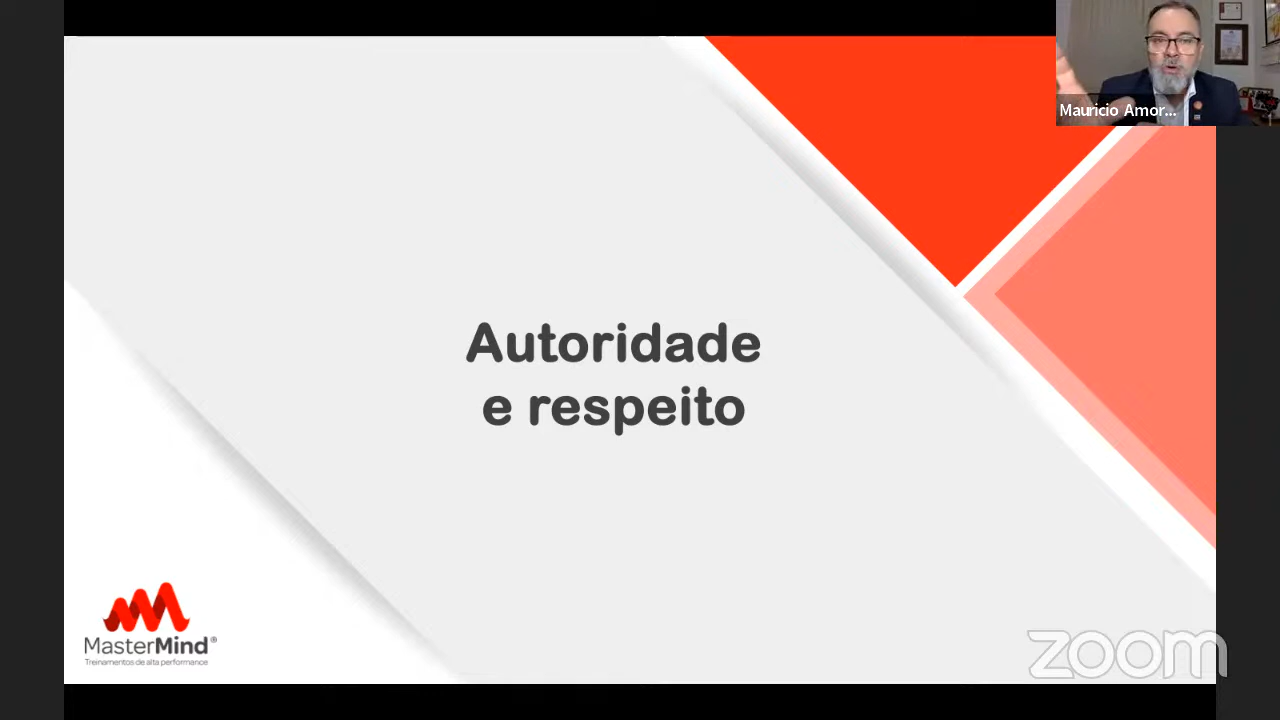 Mauricio Amor...
Autoridade
e respeito
MasterMind®
Treinamentos de alta performance
zoom